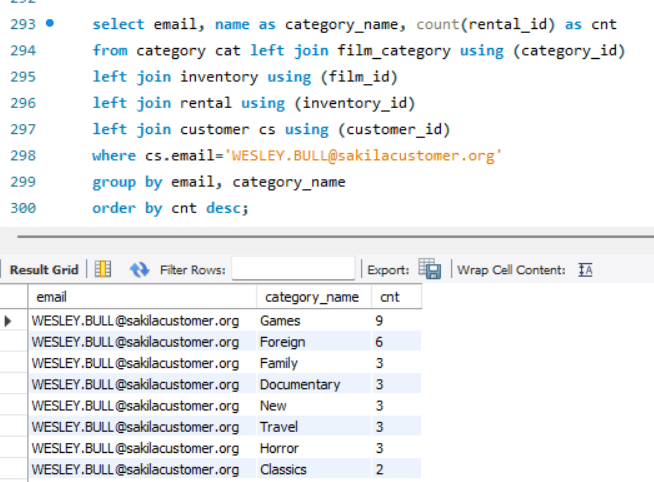 292
293 select email, name as category_name, count(rental_id) as cnt
294 from category cat left join film_category using (category_id)
295 left join inventory using (film_id)
296 left join rental using (inventory_id)
297 left join customer cs using (customer_id)
298 where cs.email='WESLEY.BULL@sakilacustomer.org'
299 group by email, category_name
300 order by cnt desc;
Result Grid Filter Rows: Export: Wrap Cell Content: IA
email category_name cnt
WESLEY.BULL@sakilacustomer.org Games 9
WESLEY.BULL@sakilacustomer.org Foreign 6
WESLEY.BULL@sakilacustomer.org Family 3
WESLEY.BULL@sakilacustomer.org Documentary 3
WESLEY.BULL@sakilacustomer.org New 3
WESLEY.BULL@sakilacustomer.org Travel 3
WESLEY.BULL@sakilacustomer.org Horror 3
WESLEY.BULL@sakilacustomer.org Classics 2